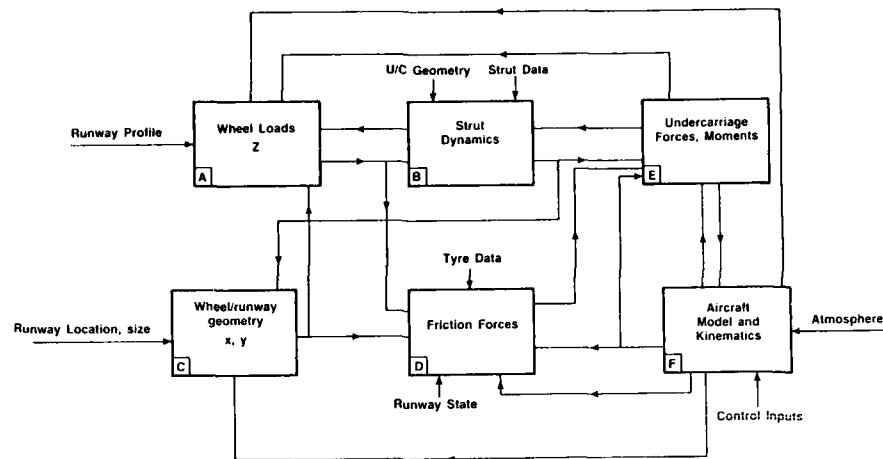 U/C Geometry
Strut Data
Runway Profile
Wheel Loads
Z
A
Strut
Dynamics
B
Undercarriage
Forces, Moments
E
Tyre Data
Runway Location, size
Wheel/runway
geometry
x, y
C
Friction Forces
D
Aircraft
Model and
Kinematics
F
Atmosphere
Runway State
Control Inputs